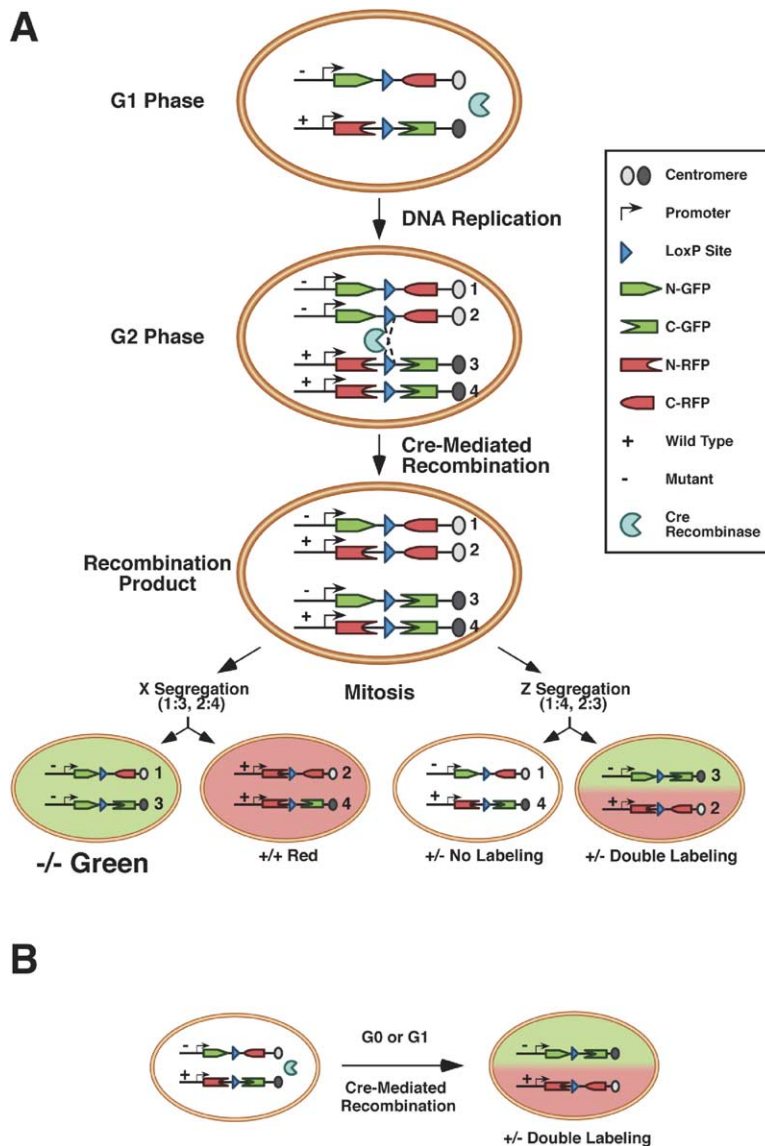 A
G1 Phase
-
+
DNA Replication
G2 Phase
- 1
- 2
+ 3
+ 4
Cre-Mediated
Recombination
Recombination
Product
- 1
+ 2
- 3
+ 4
X Segregation
(1:3, 2:4)
Mitosis
Z Segregation
(1:4, 2:3)
- 1
- 3
+ 2
+ 4
- 1
+ 4
- 3
+ 2
-/- Green
+/+ Red
+/- No Labeling
+/- Double Labeling
Centromere
Promoter
LoxP Site
N-GFP
C-GFP
N-RFP
C-RFP
+ Wild Type
- Mutant
Cre
Recombinase
B
-
+
G0 or G1
Cre-Mediated
Recombination
-
+
+/- Double Labeling